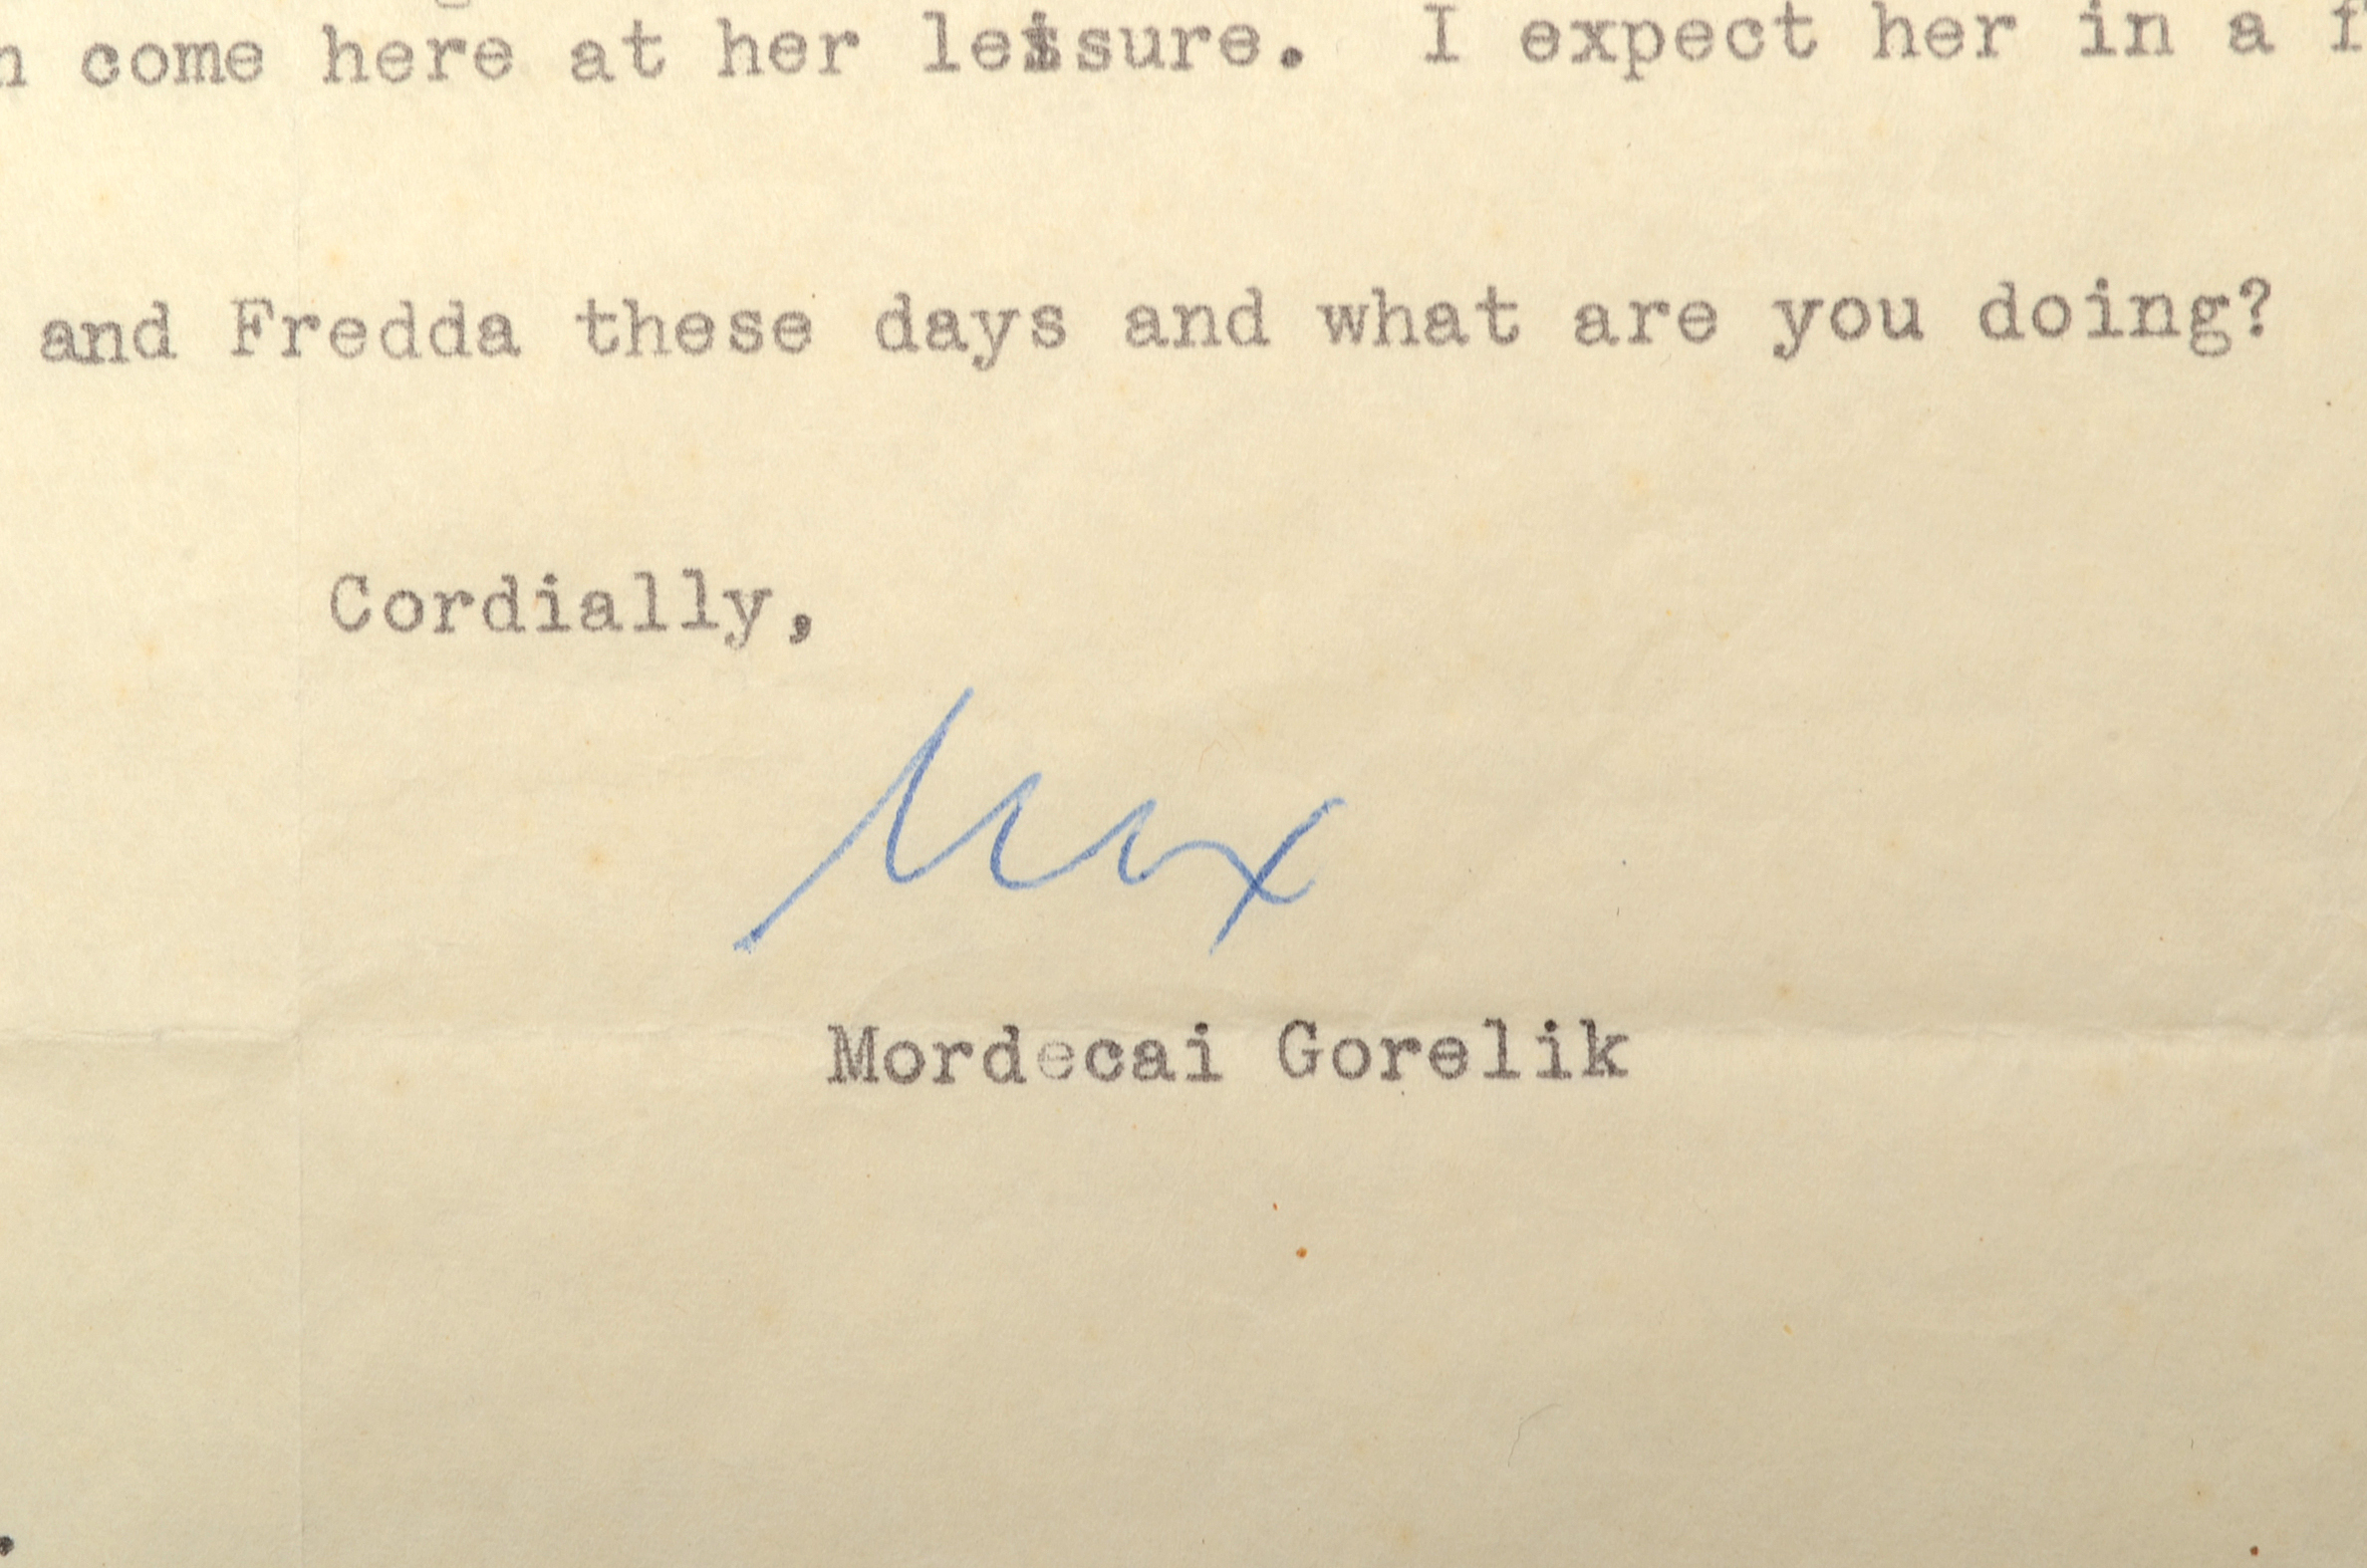 come here at her leisure. I expect her in a
and Fredda these days and what are you doing?
Cordially,
Max
Mordecai Gorelik